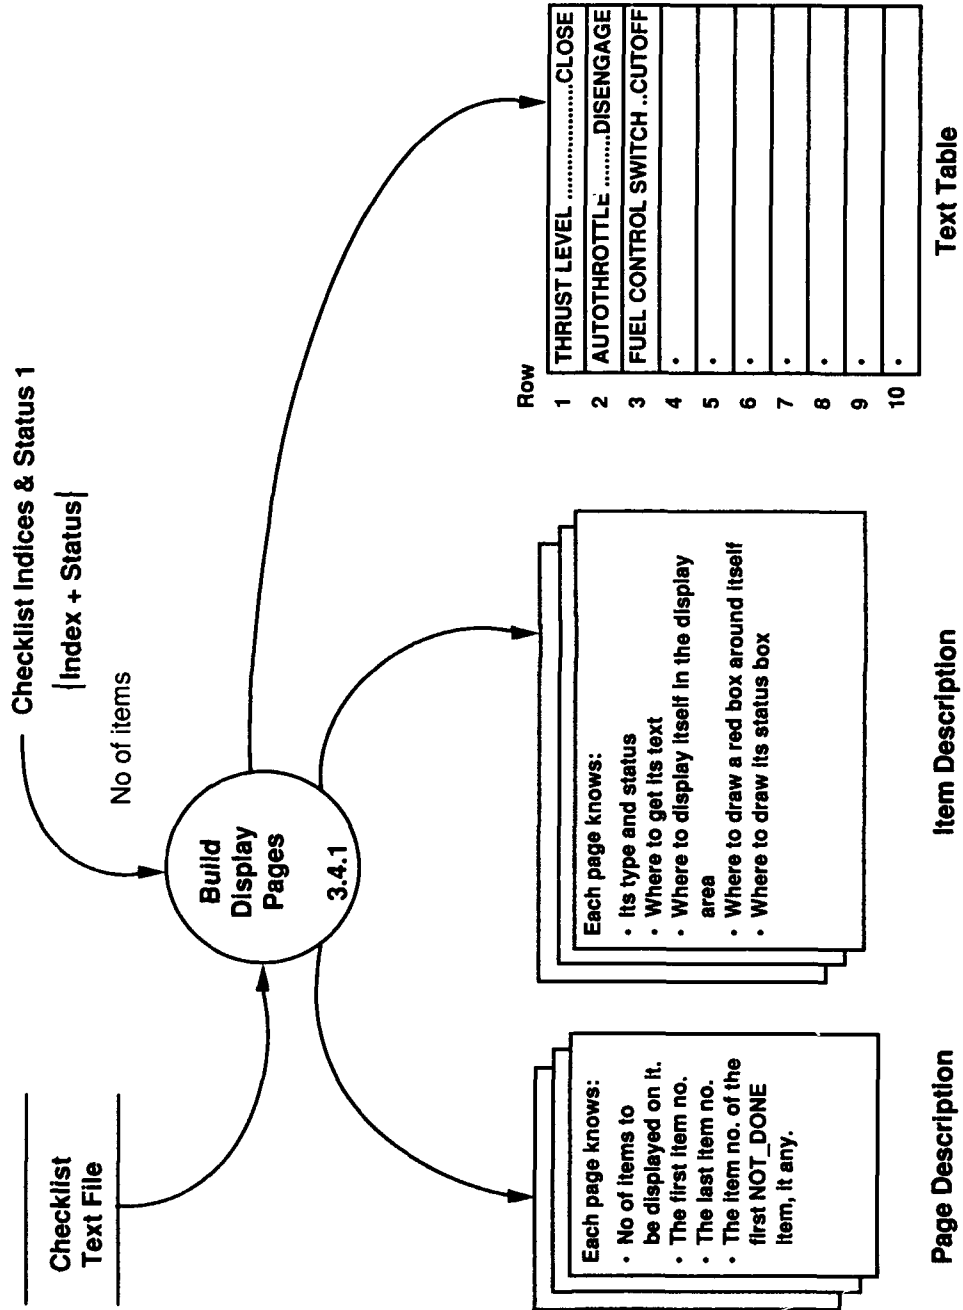 Checklist
Text File
Checklist Indices & Status 1
{Index + Status}
No of items
Build
Display
Pages
3.4.1
Each page knows:
• No of items to
be displayed on it.
• The first item no.
• The last item no.
• The item no. of the
first NOT_DONE
item, it any.
Page Description
Each page knows:
• Its type and status
• Where to get its text
• Where to display itself in the display
area
• Where to draw a red box around itself
• Where to draw its status box
Item Description
Row
1 THRUST LEVEL ......................CLOSE
2 AUTOTHROTTLE .........DISENGAGE
3 FUEL CONTROL SWITCH ..CUTOFF
4 •
5 •
6 •
7 •
8 •
9 •
10 •
Text Table